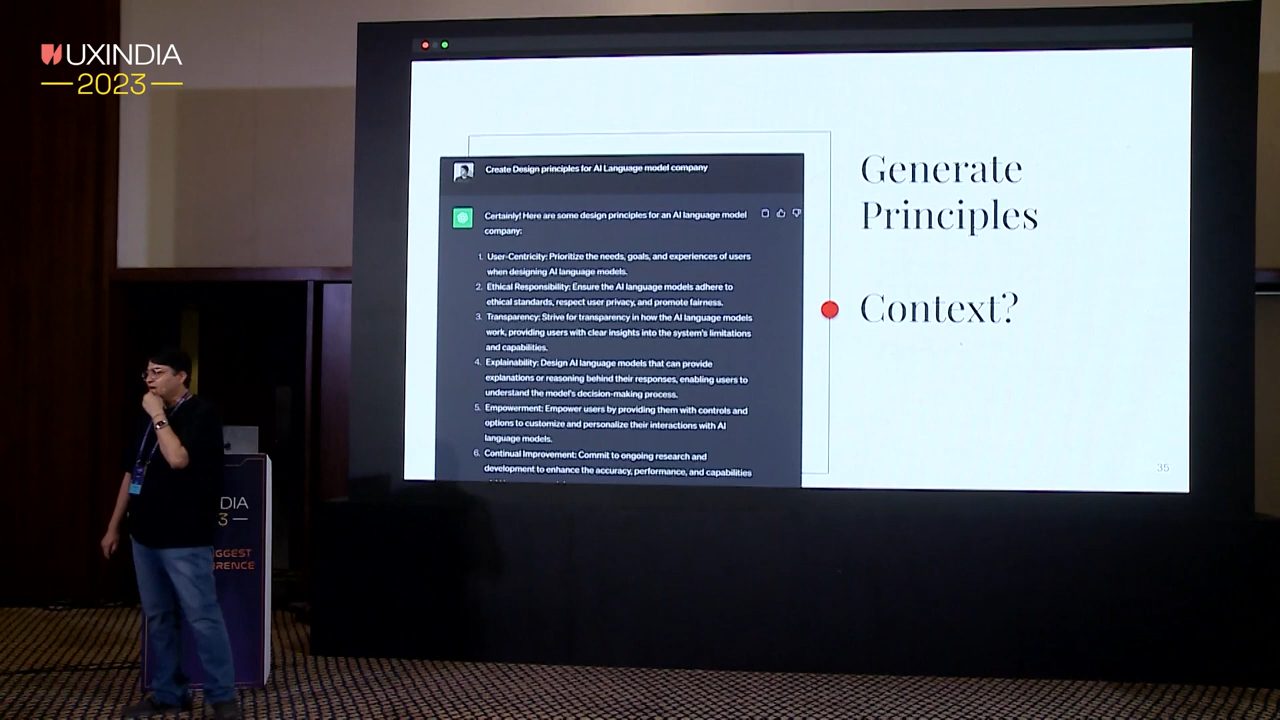 UXINDIA
2023
Generate
Principles
Context?
Create Design principles for AI Language model company
Certainly! Here are some design principles for an AI language model
company:
1. User-Centricity: Prioritize the needs, goals, and experiences of users
when designing AI language models.
2. Ethical Responsibility: Ensure the AI language models adhere to
ethical standards, respect user privacy, and promote fairness.
3. Transparency: Strive for transparency in how the AI language models
work, providing users with clear insights into the system's limitations
and capabilities.
4. Explainability: Design AI language models that can provide
explanations or reasoning behind their responses, enabling users to
understand the model's decision-making process.
5. Empowerment: Empower users by providing them with controls and
options to customize and personalize their interactions with AI
language models.
6. Continual Improvement: Commit to ongoing research and
development to enhance the accuracy, performance, and capabilities
35
DIA
3
GGEST
RENCE